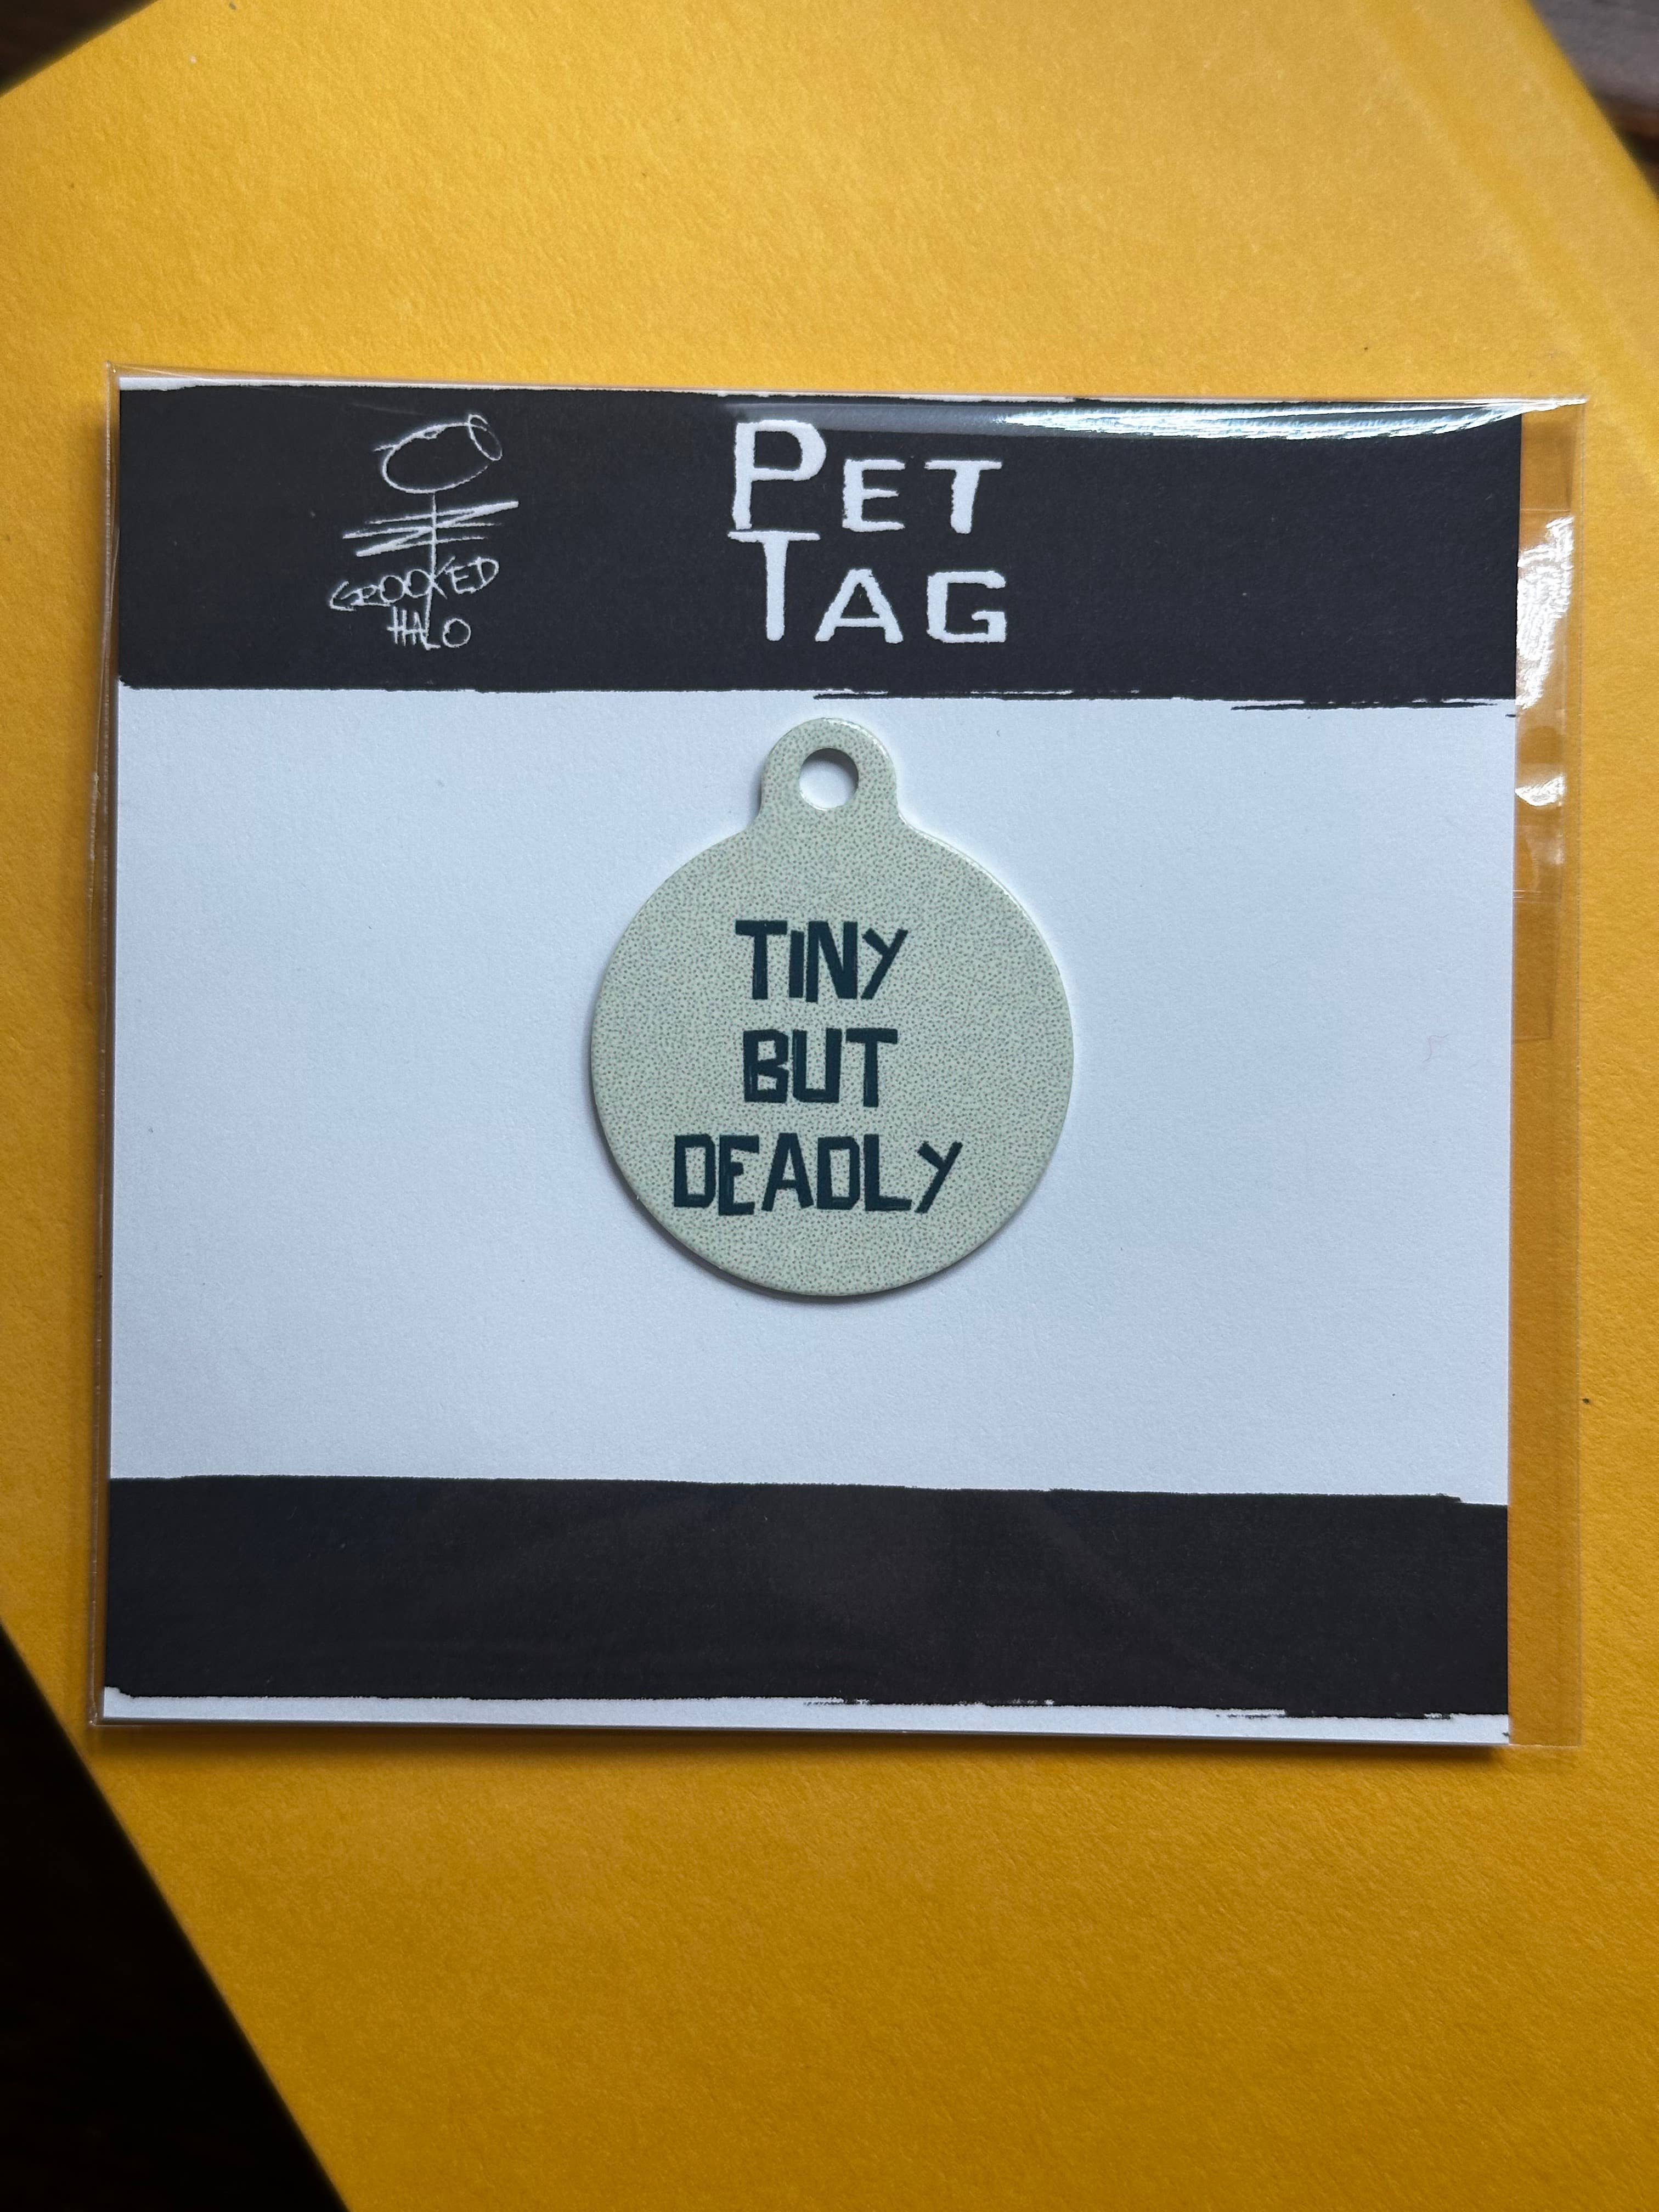 CROOKED
HALO
PET
TAG
TINY
BUT
DEADLY